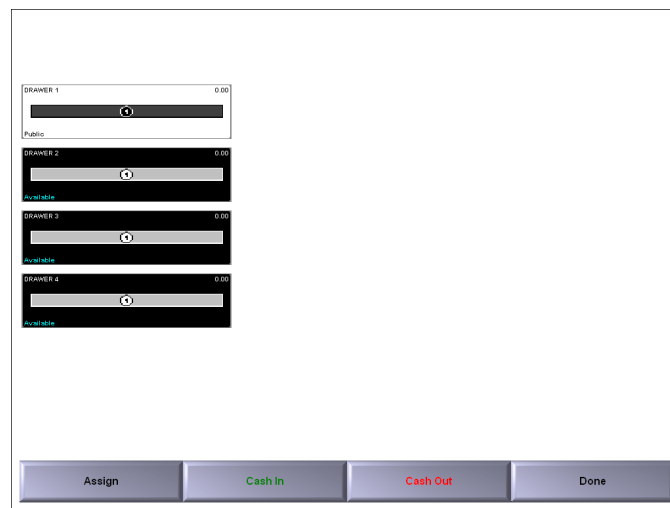 DRAWER 1 0.00
1
Public
DRAWER 2 0.00
1
Available
DRAWER 3 0.00
1
Available
DRAWER 4 0.00
1
Available
Assign Cash In Cash Out Done